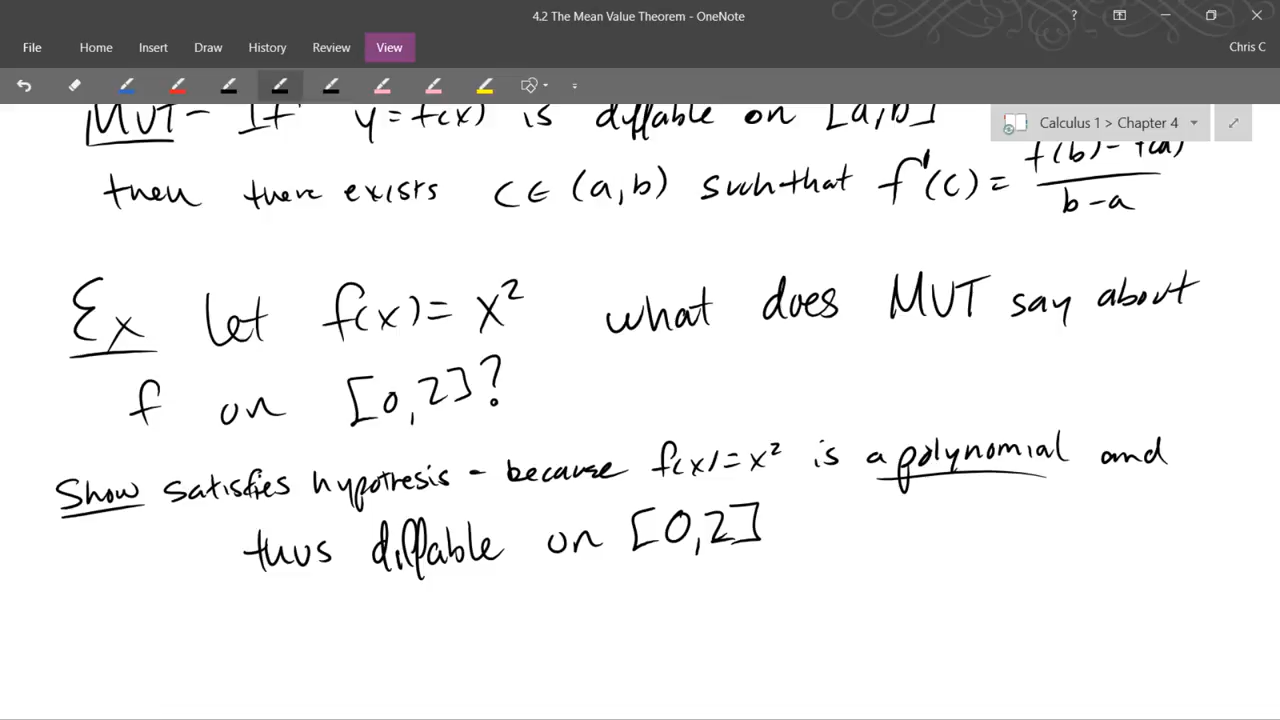 4.2 The Mean Value Theorem - OneNote
?
File Home Insert Draw History Review View Chris C
Calculus 1 > Chapter 4
MVT - If y=f(x) is diffable on [a,b]
then there exists c∈(a,b) such that f'(c) = f(b)-f(a) / b-a
Ex let f(x)=x² what does MVT say about
f on [0,2]?
Show satisfies hypothesis - because f(x)=x² is a polynomial and
thus diffable on [0,2]